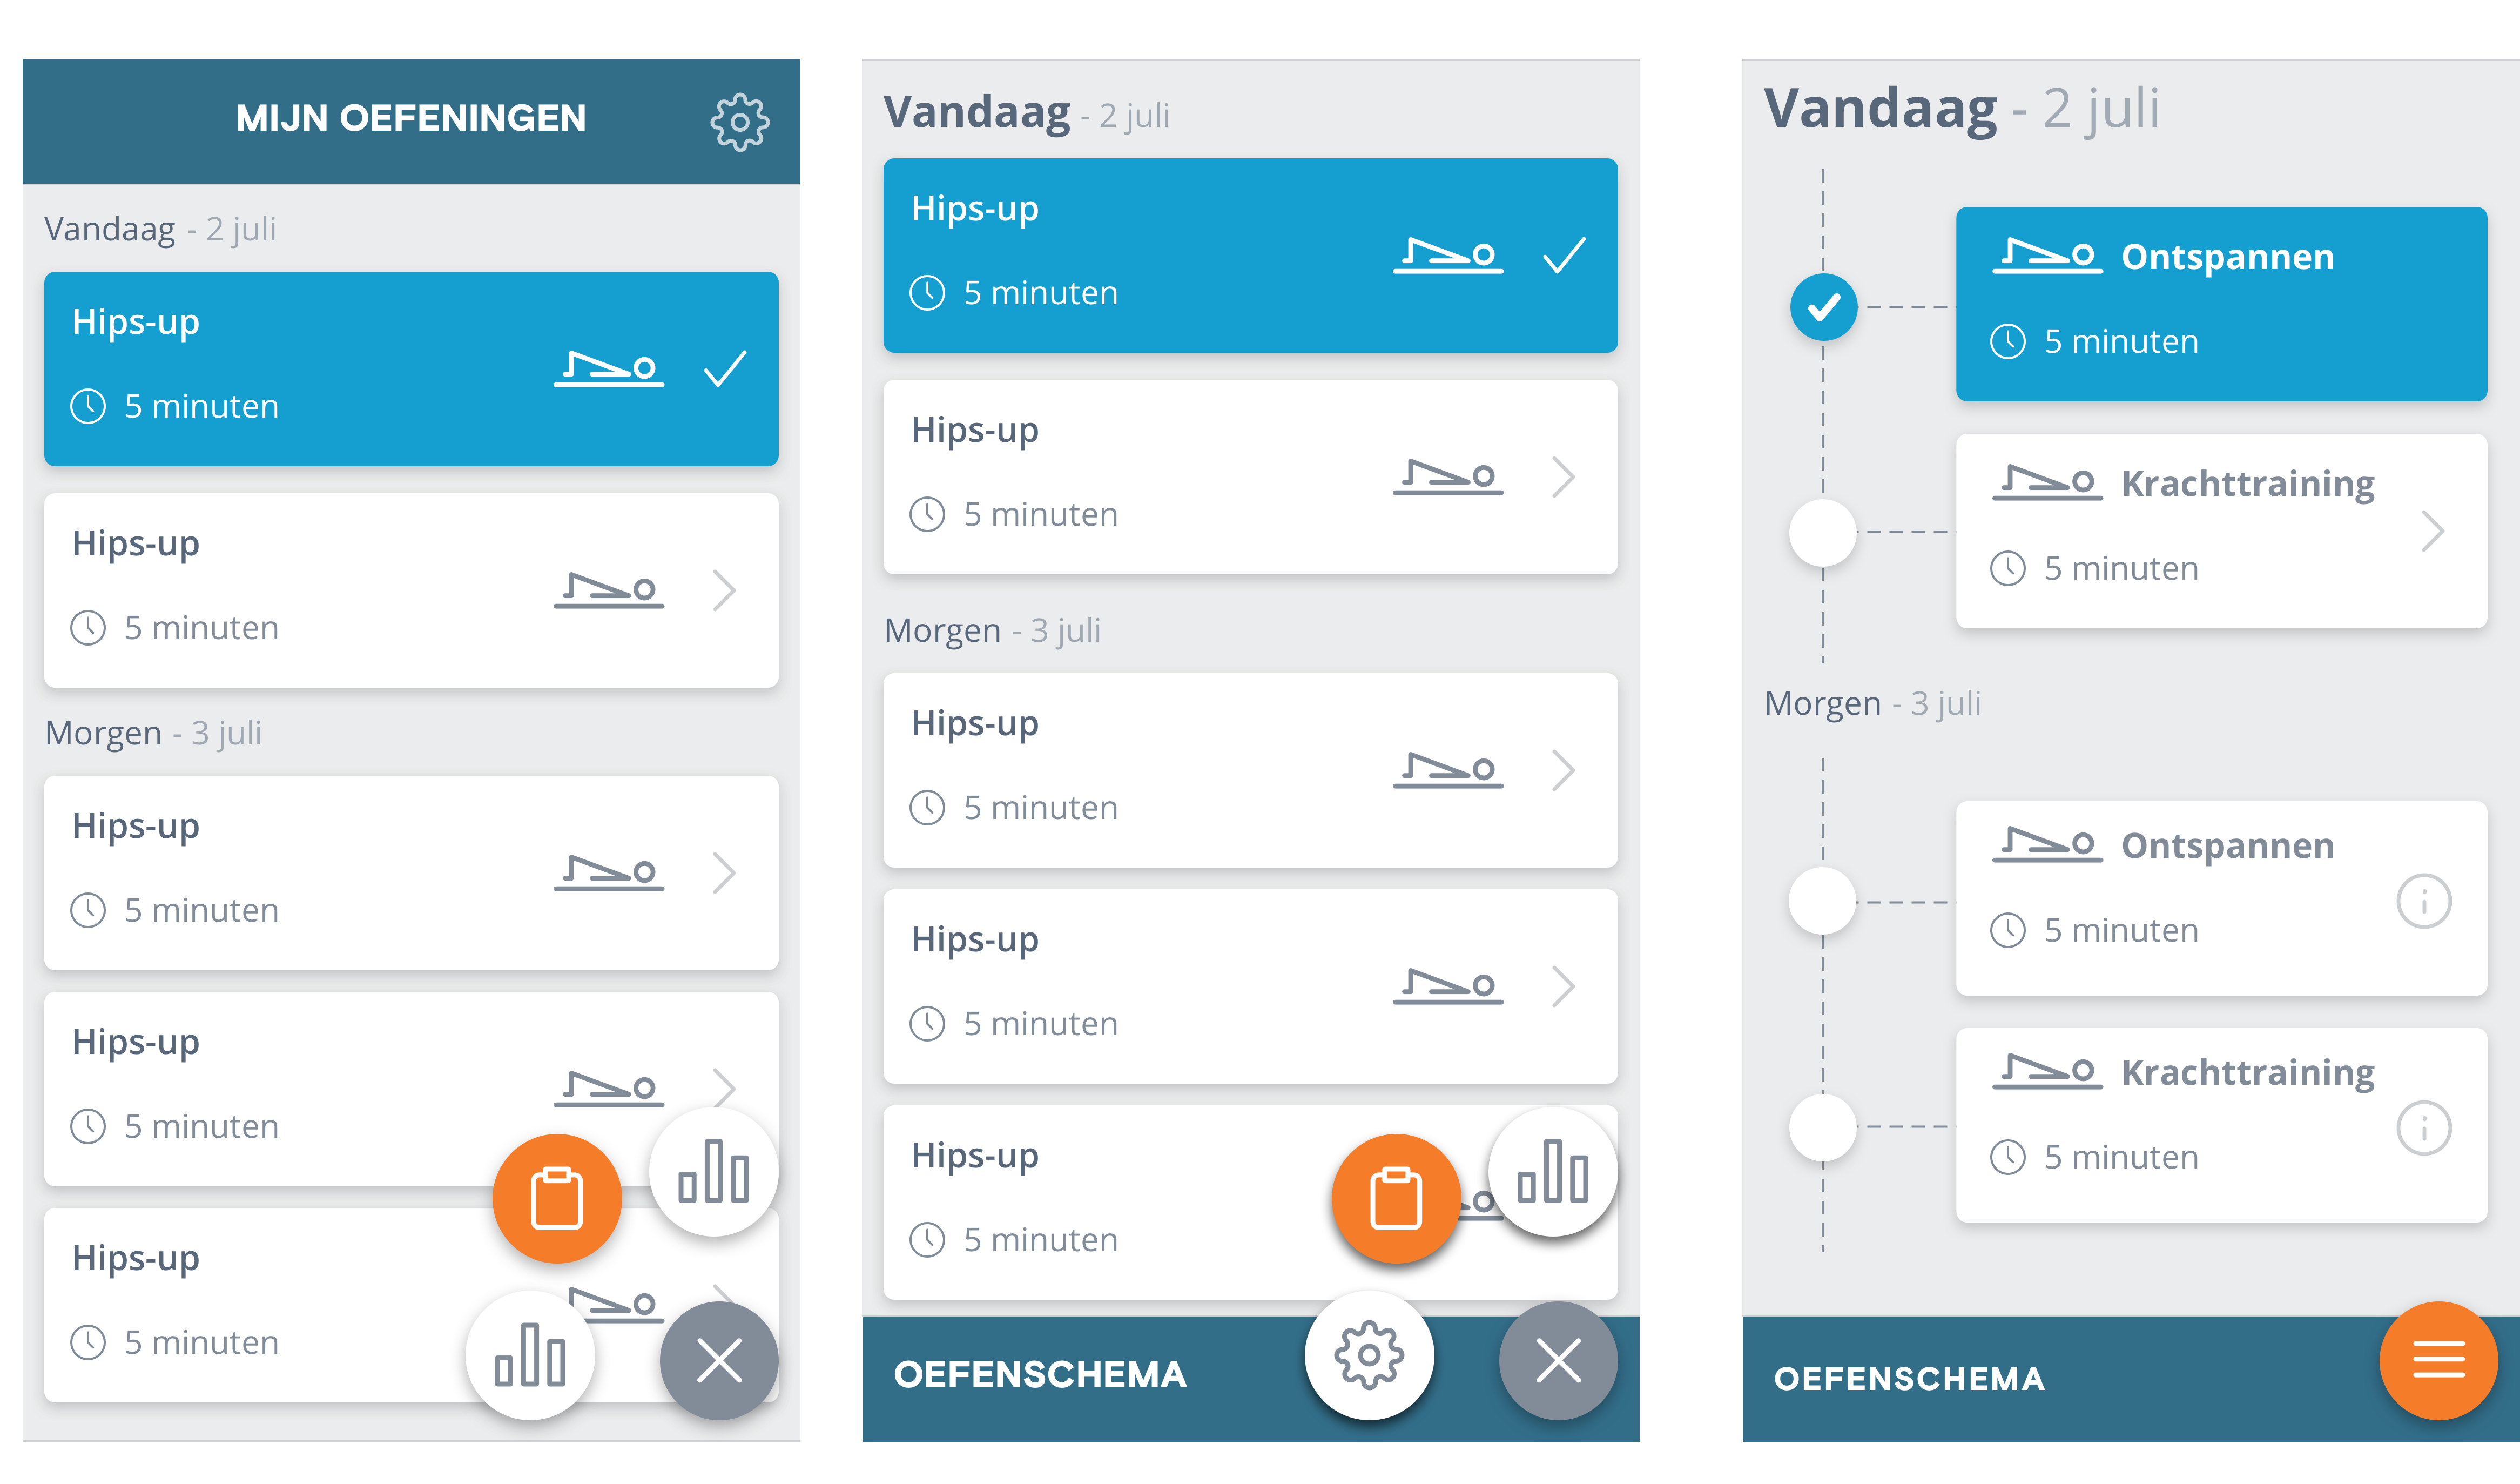 MIJN OEFENINGEN
Vandaag - 2 juli
Hips-up
5 minuten
Hips-up
5 minuten
Morgen - 3 juli
Hips-up
5 minuten
Hips-up
5 minuten
Hips-up
5 minuten
Vandaag - 2 juli
Hips-up
5 minuten
Hips-up
5 minuten
Morgen - 3 juli
Hips-up
5 minuten
Hips-up
5 minuten
Hips-up
5 minuten
OEFENSCHEMA
Vandaag - 2 juli
Ontspannen
5 minuten
Krachttraining
5 minuten
Morgen - 3 juli
Ontspannen
5 minuten
Krachttraining
5 minuten
OEFENSCHEMA